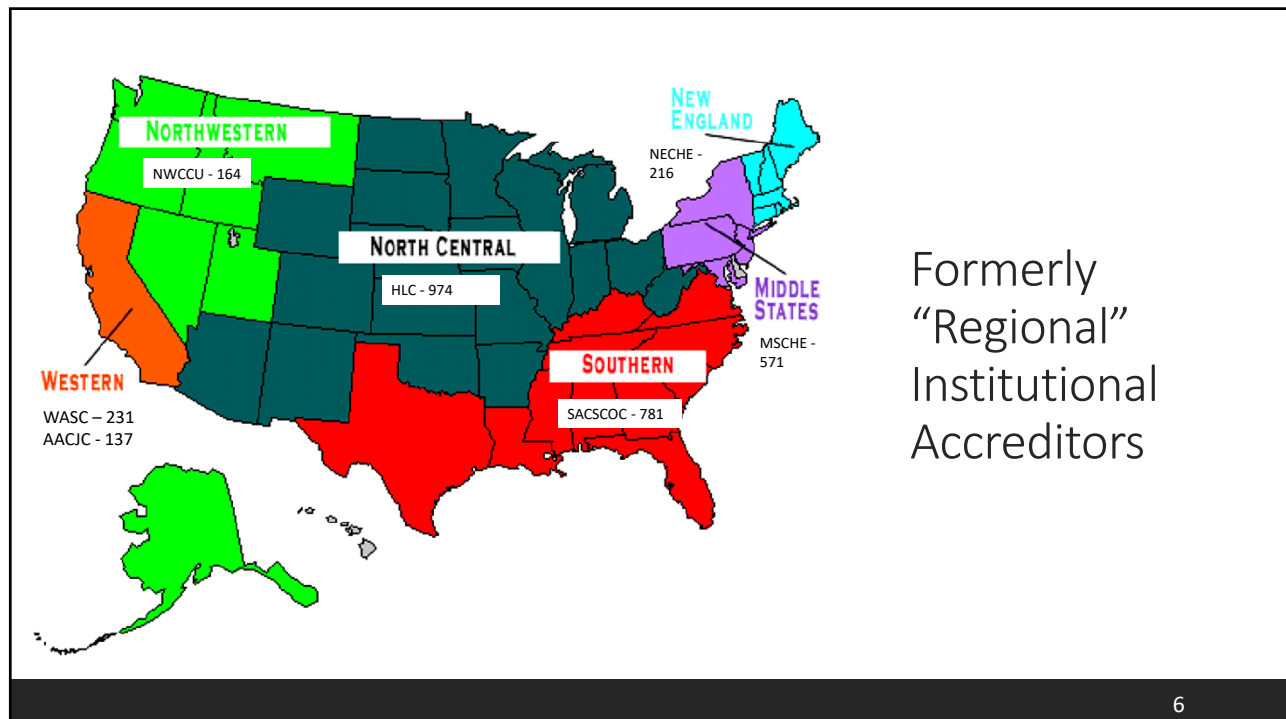 NORTHWESTERN
NWCCU - 164
NEW
ENGLAND
NECHE -
216
NORTH CENTRAL
HLC - 974
MIDDLE
STATES
MSCHE -
571
SOUTHERN
SACSCOC - 781
WESTERN
WASC – 231
AACJC - 137
Formerly
“Regional”
Institutional
Accreditors
6